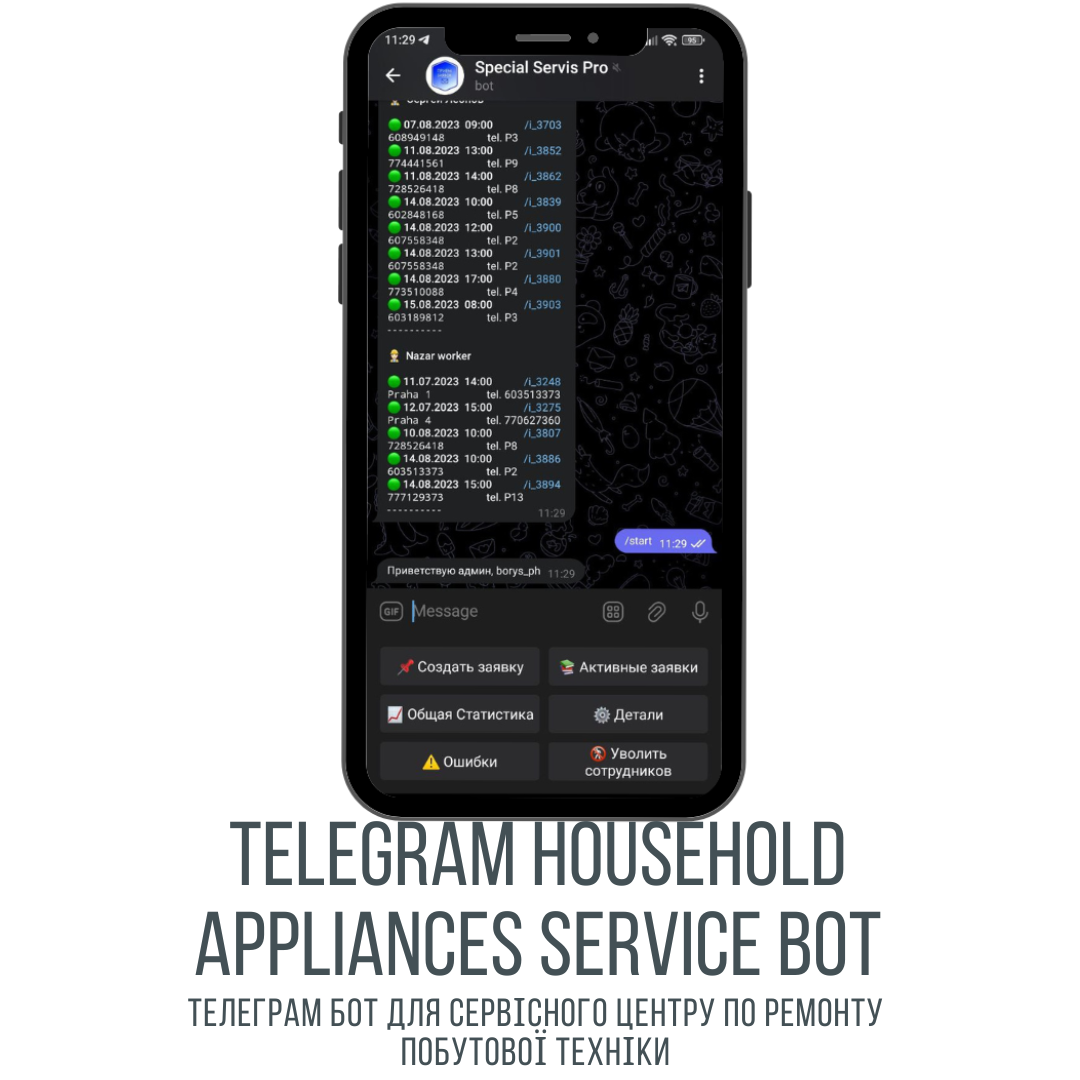 11:29
95
Special Servis Pro
bot
07.08.2023 09:00 /i_3703
608949148 tel. P3
11.08.2023 13:00 /i_3852
774441561 tel. P9
11.08.2023 14:00 /i_3862
728526418 tel. P8
14.08.2023 10:00 /i_3839
602848168 tel. P5
14.08.2023 12:00 /i_3900
607558348 tel. P2
14.08.2023 13:00 /i_3901
607558348 tel. P2
14.08.2023 17:00 /i_3880
773510088 tel. P4
15.08.2023 08:00 /i_3903
603189812 tel. P3
----------
Nazar worker
11.07.2023 14:00 /i_3248
Praha 1 tel. 603513373
12.07.2023 15:00 /i_3275
Praha 4 tel. 770627360
10.08.2023 10:00 /i_3807
728526418 tel. P8
14.08.2023 10:00 /i_3886
603513373 tel. P2
14.08.2023 15:00 /i_3894
777129373 tel. P13
----------
11:29
/start 11:29
Приветствую админ, borys_ph 11:29
GIF Message
Создать заявку
Активные заявки
Общая Статистика
Детали
Ошибки
Уволить
сотрудников
TELEGRAM HOUSEHOLD
APPLIANCES SERVICE BOT
ТЕЛЕГРАМ БОТ ДЛЯ СЕРВІСНОГО ЦЕНТРУ ПО РЕМОНТУ
ПОБУТОВОЇ ТЕХНІКИ